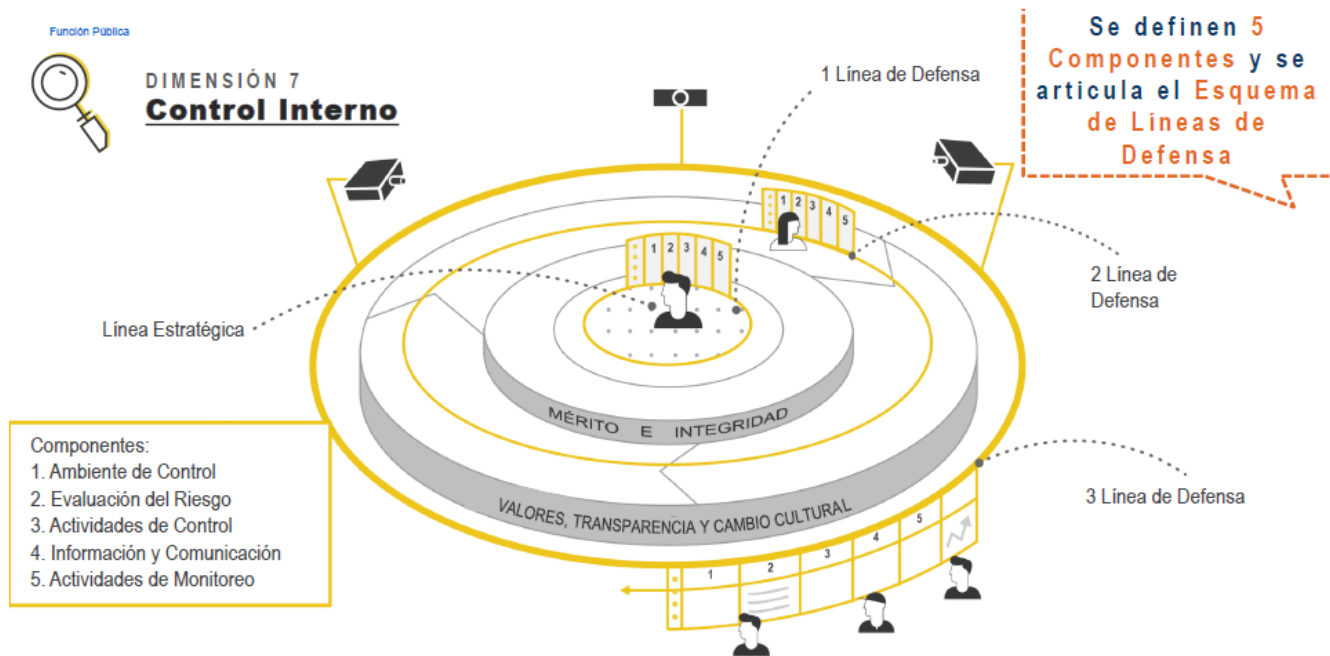 Función Pública
DIMENSIÓN 7
Control Interno
Se definen 5
Componentes y se
articula el Esquema
de Líneas de
Defensa
1 Línea de Defensa
2 Línea de
Defensa
Línea Estratégica
3 Línea de Defensa
1 2 3 4 5
1 2 3 4 5
MÉRITO E INTEGRIDAD
VALORES, TRANSPARENCIA Y CAMBIO CULTURAL
1 2 3 4 5
Componentes:
1. Ambiente de Control
2. Evaluación del Riesgo
3. Actividades de Control
4. Información y Comunicación
5. Actividades de Monitoreo